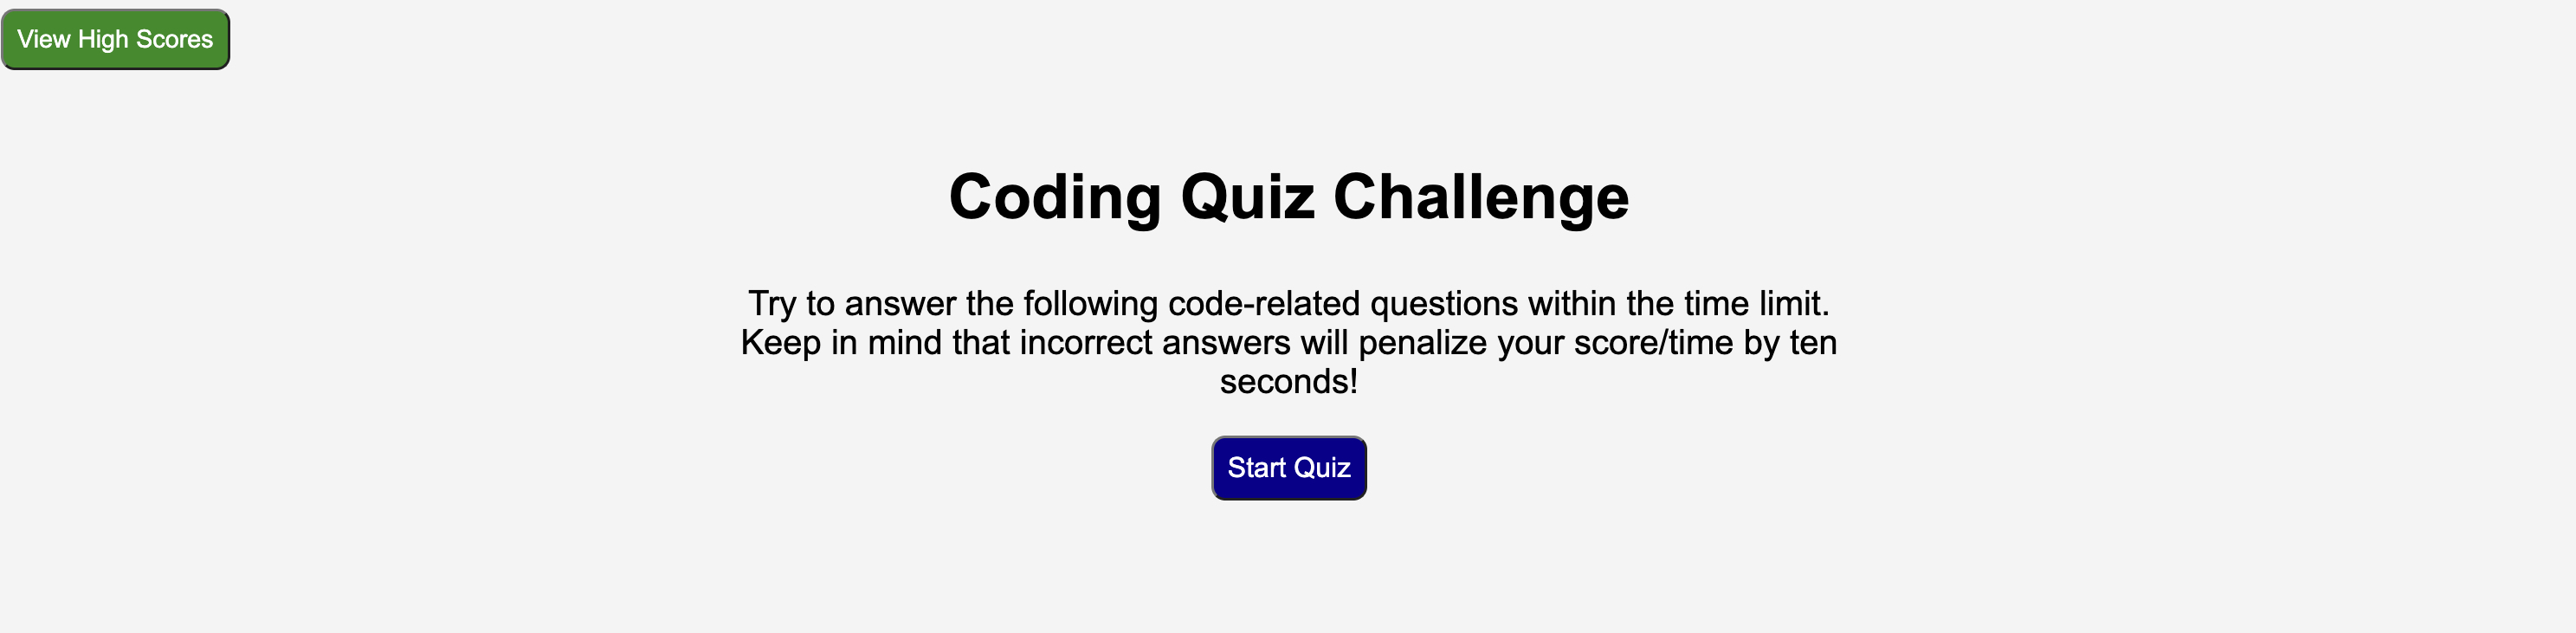 View High Scores
Coding Quiz Challenge
Try to answer the following code-related questions within the time limit.
Keep in mind that incorrect answers will penalize your score/time by ten
seconds!
Start Quiz